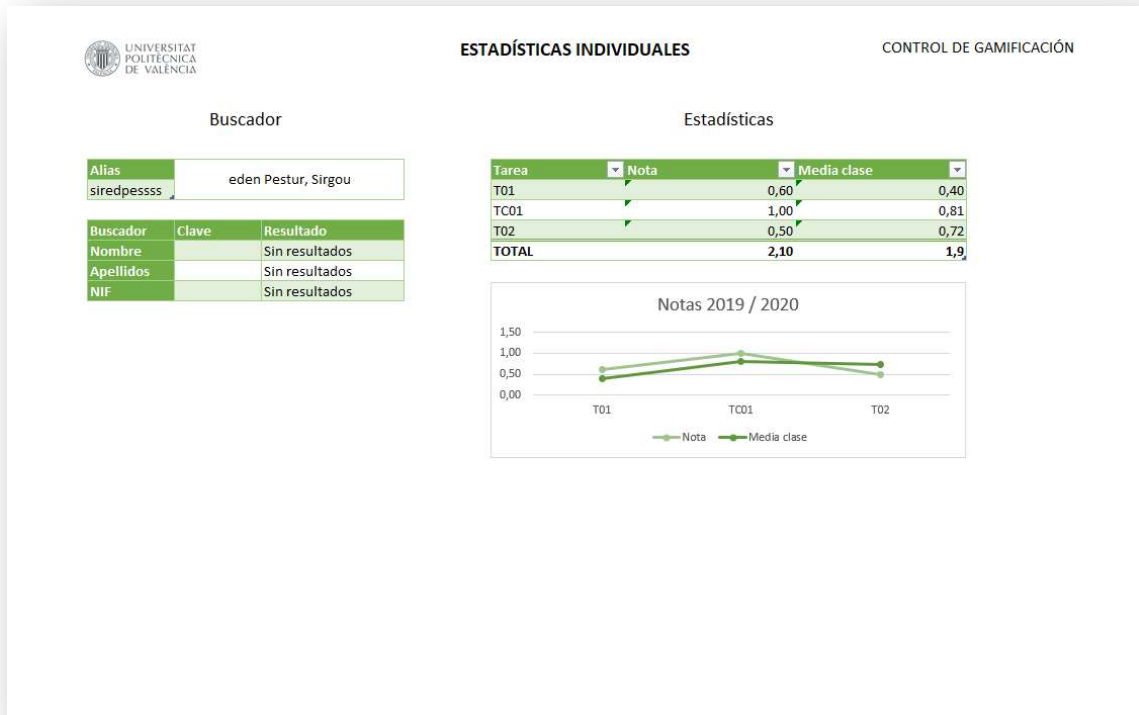 UNIVERSITAT
POLITÈCNICA
DE VALÈNCIA
ESTADÍSTICAS INDIVIDUALES
CONTROL DE GAMIFICACIÓN
Buscador
Alias
siredpessss
eden Pestur, Sirgou
Buscador Clave Resultado
Nombre Sin resultados
Apellidos Sin resultados
NIF Sin resultados
Estadísticas
Tarea Nota Media clase
T01 0,60 0,40
TC01 1,00 0,81
T02 0,50 0,72
TOTAL 2,10 1,9
Notas 2019 / 2020
1,50
1,00
0,50
0,00
T01 TC01 T02
Nota Media clase